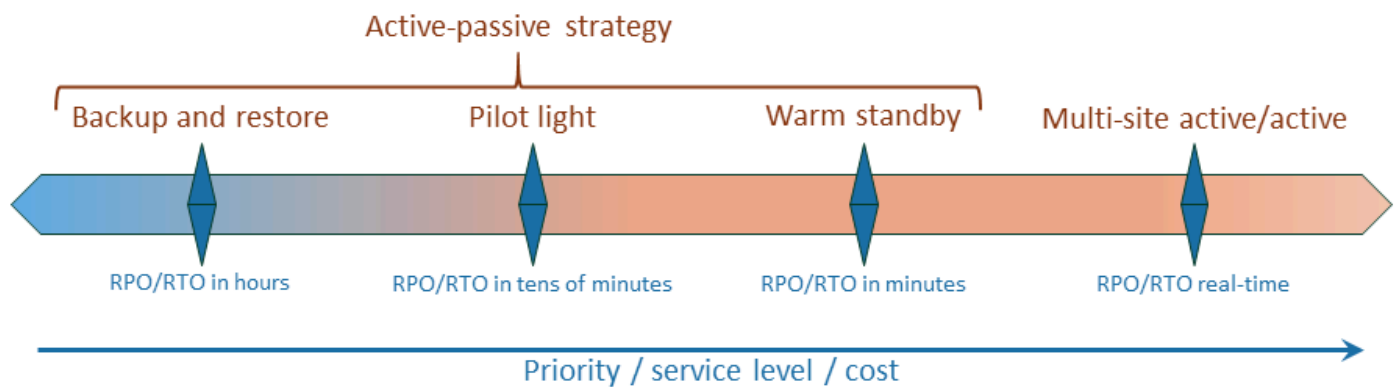 Active-passive strategy
Backup and restore
Pilot light
Warm standby
Multi-site active/active
RPO/RTO in hours
RPO/RTO in tens of minutes
RPO/RTO in minutes
RPO/RTO real-time
Priority / service level / cost